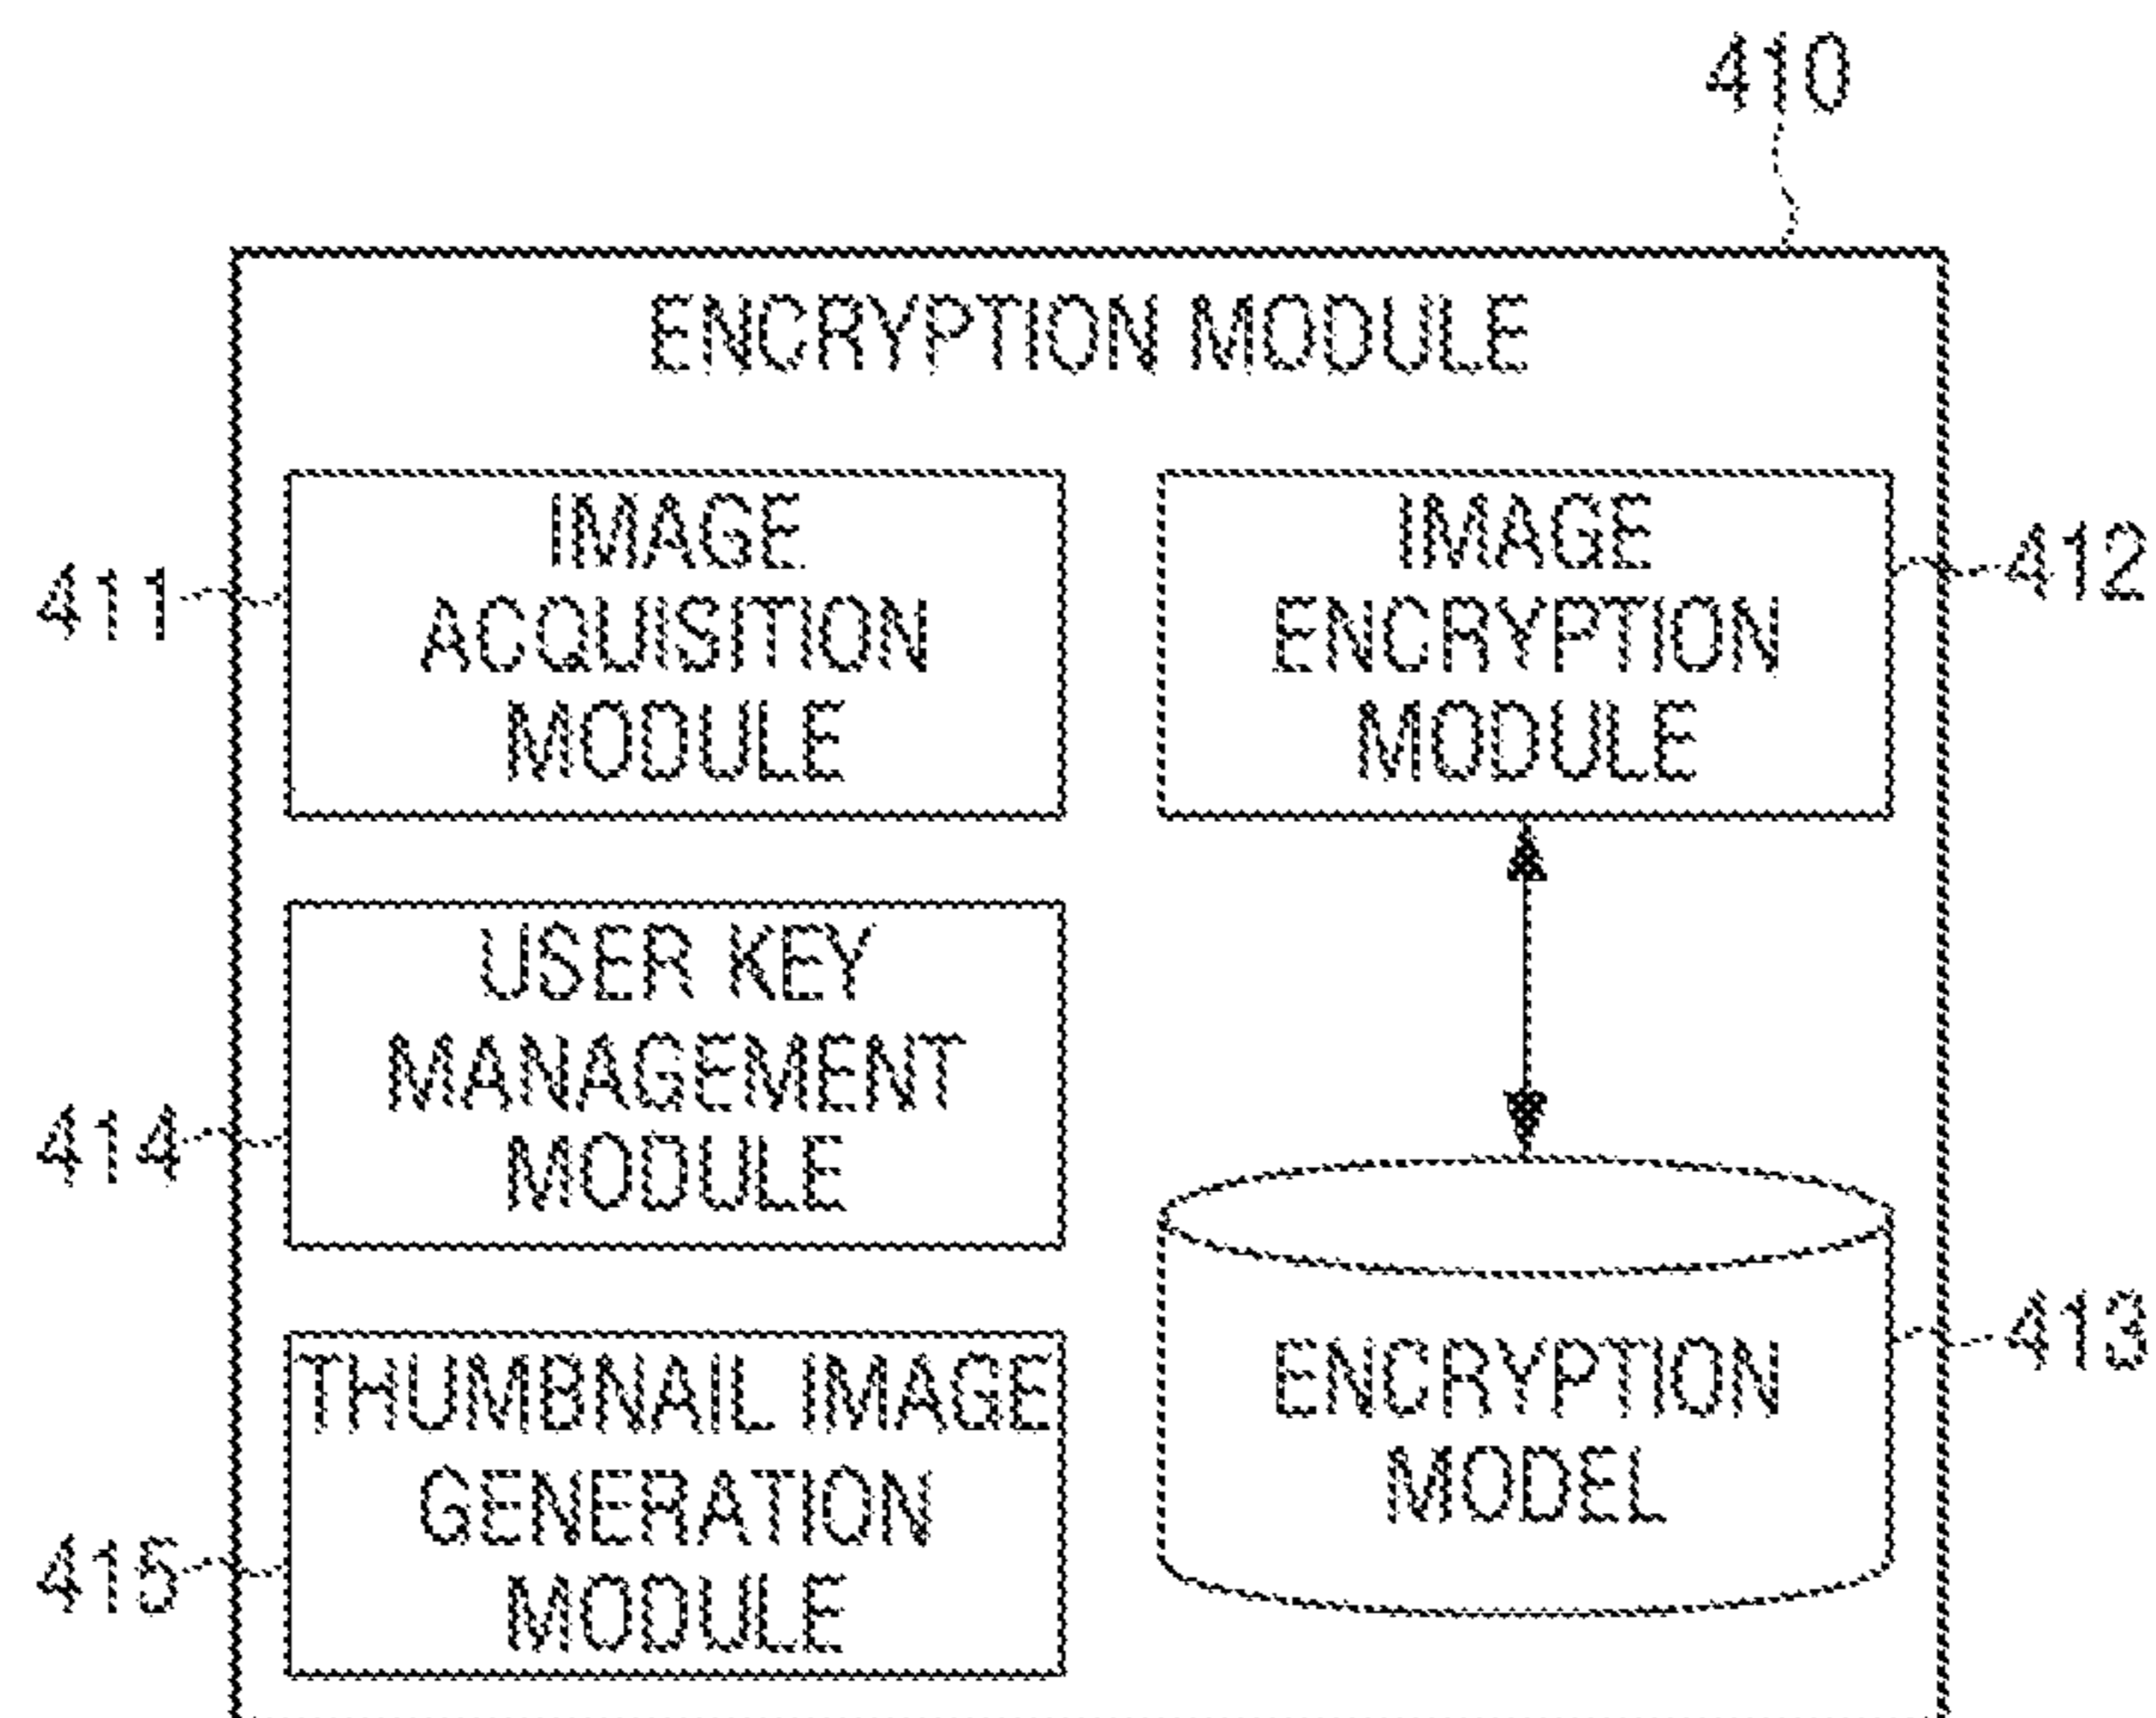 410
ENCRYPTION MODULE
411
IMAGE
ACQUISITION
MODULE
IMAGE
ENCRYPTION
MODULE
412
414
USER KEY
MANAGEMENT
MODULE
415
THUMBNAIL IMAGE
GENERATION
MODULE
ENCRYPTION
MODEL
413